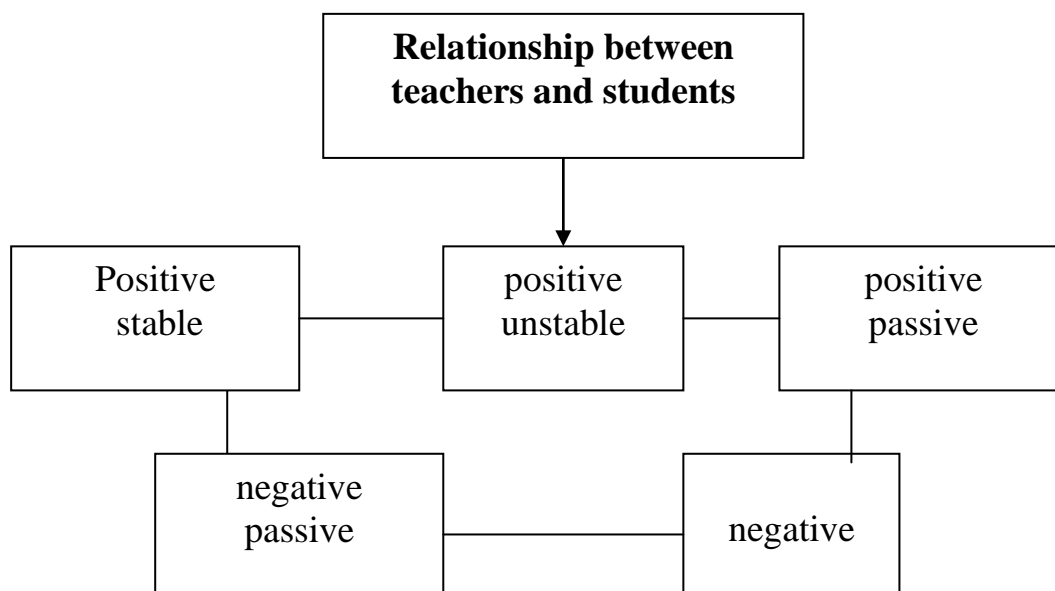 Relationship between
teachers and students
Positive
stable
positive
unstable
positive
passive
negative
passive
negative